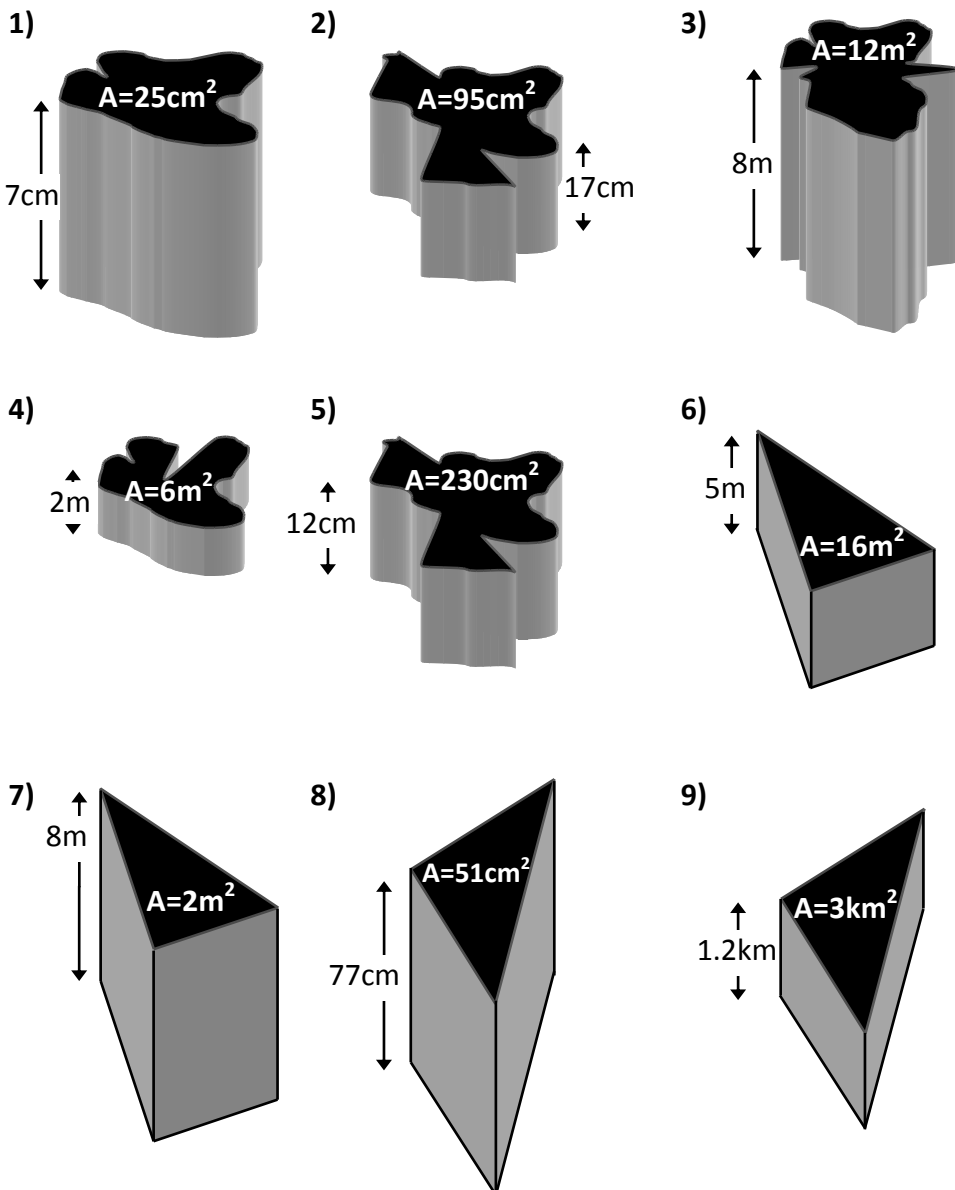 1)
A=25cm²
7cm
2)
A=95cm²
17cm
3)
A=12m²
8m
4)
A=6m²
2m
5)
A=230cm²
12cm
6)
A=16m²
5m
7)
A=2m²
8m
8)
A=51cm²
77cm
9)
A=3km²
1.2km